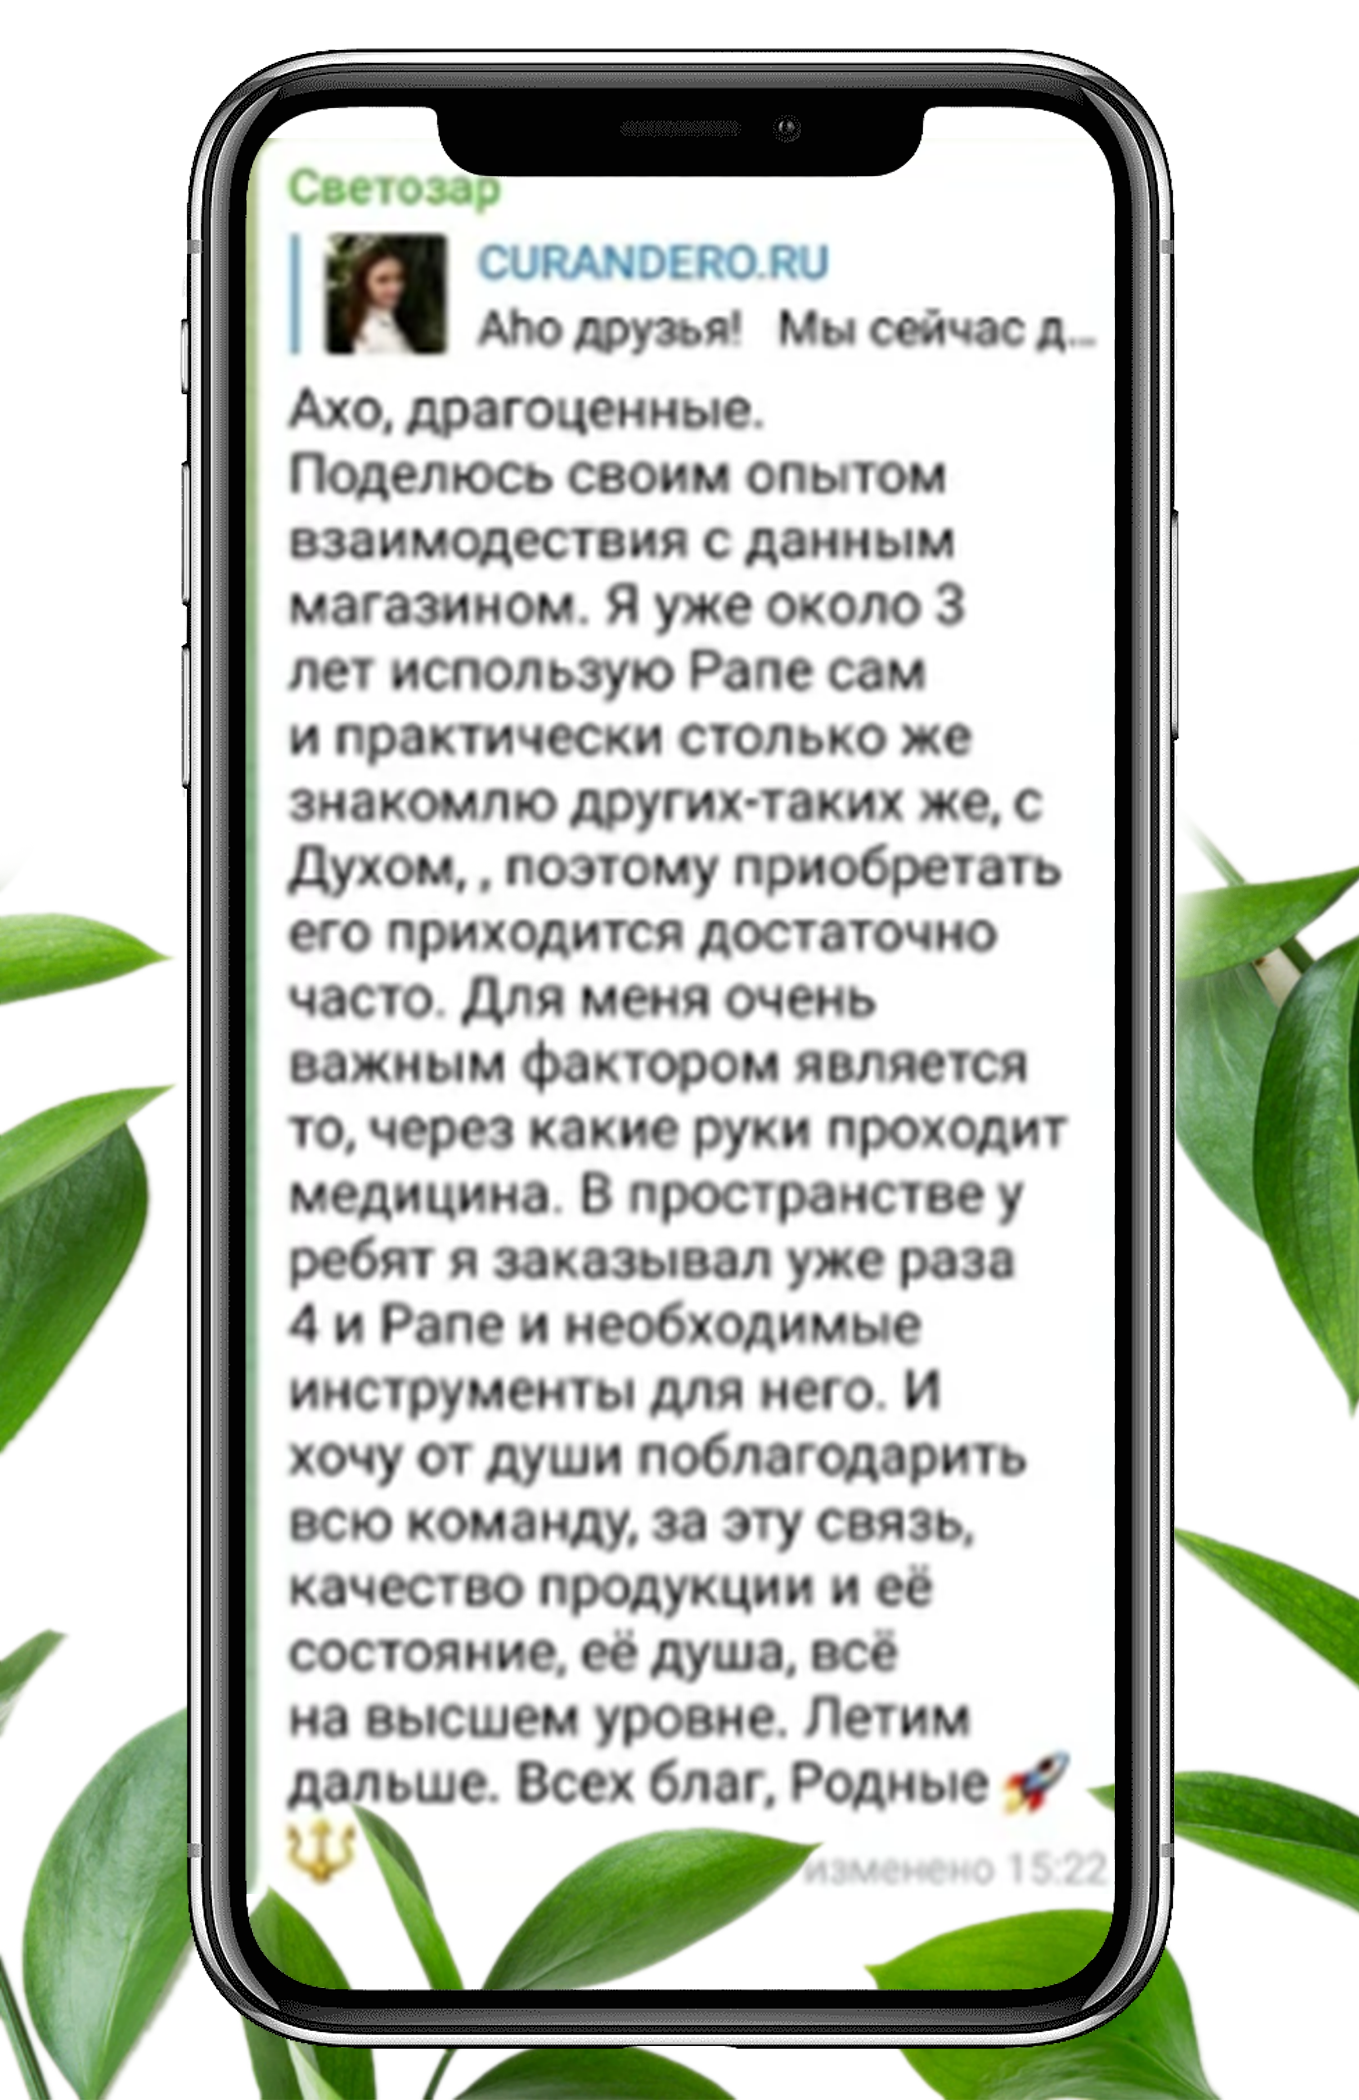 Светозар
CURANDERO.RU
Aho друзья! Мы сейчас д...
Ахо, драгоценные.
Поделюсь своим опытом
взаимодествия с данным
магазином. Я уже около 3
лет использую Рапе сам
и практически столько же
знакомлю других-таких же, с
Духом, , поэтому приобретать
его приходится достаточно
часто. Для меня очень
важным фактором является
то, через какие руки проходит
медицина. В пространстве у
ребят я заказывал уже раза
4 и Рапе и необходимые
инструменты для него. И
хочу от души поблагодарить
всю команду, за эту связь,
качество продукции и её
состояние, её душа, всё
на высшем уровне. Летим
дальше. Всех благ, Родные 🚀
🔱
изменено 15:22